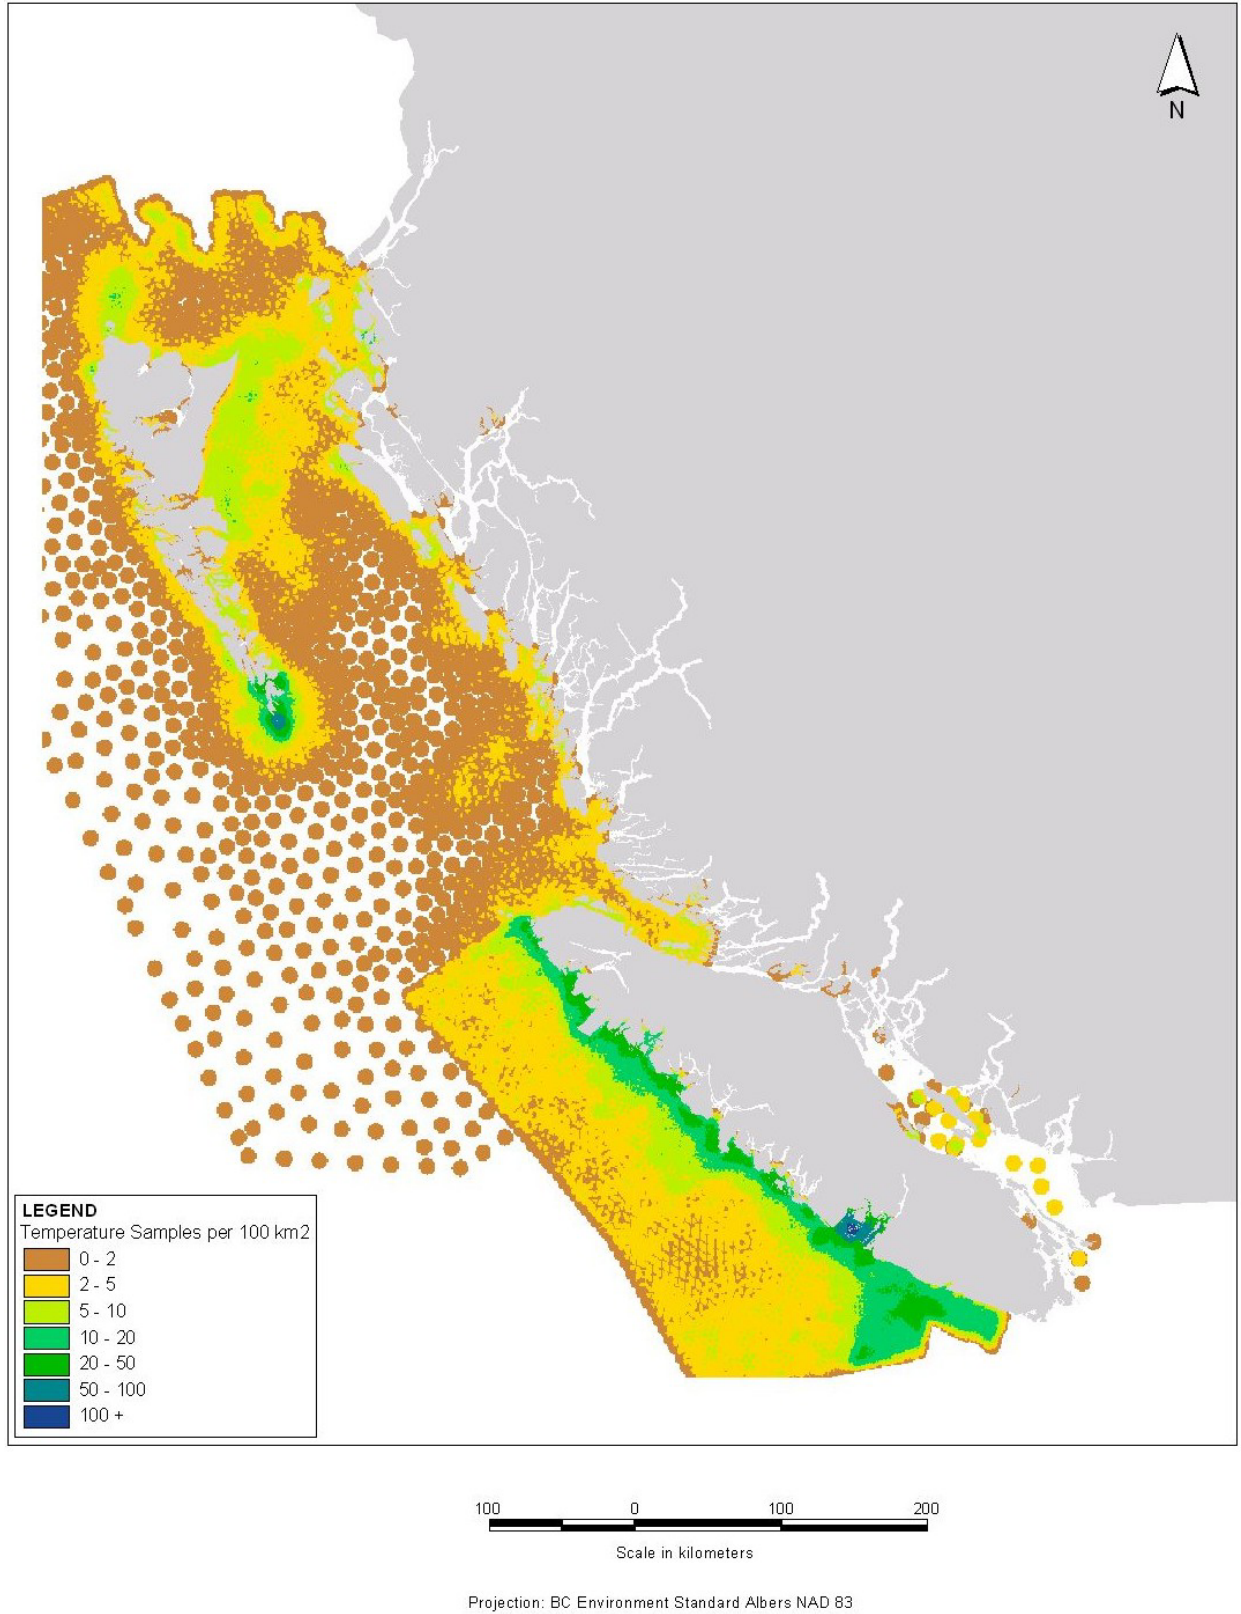 N
LEGEND
Temperature Samples per 100 km2
0 - 2
2 - 5
5 - 10
10 - 20
20 - 50
50 - 100
100 +
100 0 100 200
Scale in kilometers
Projection: BC Environment Standard Albers NAD 83